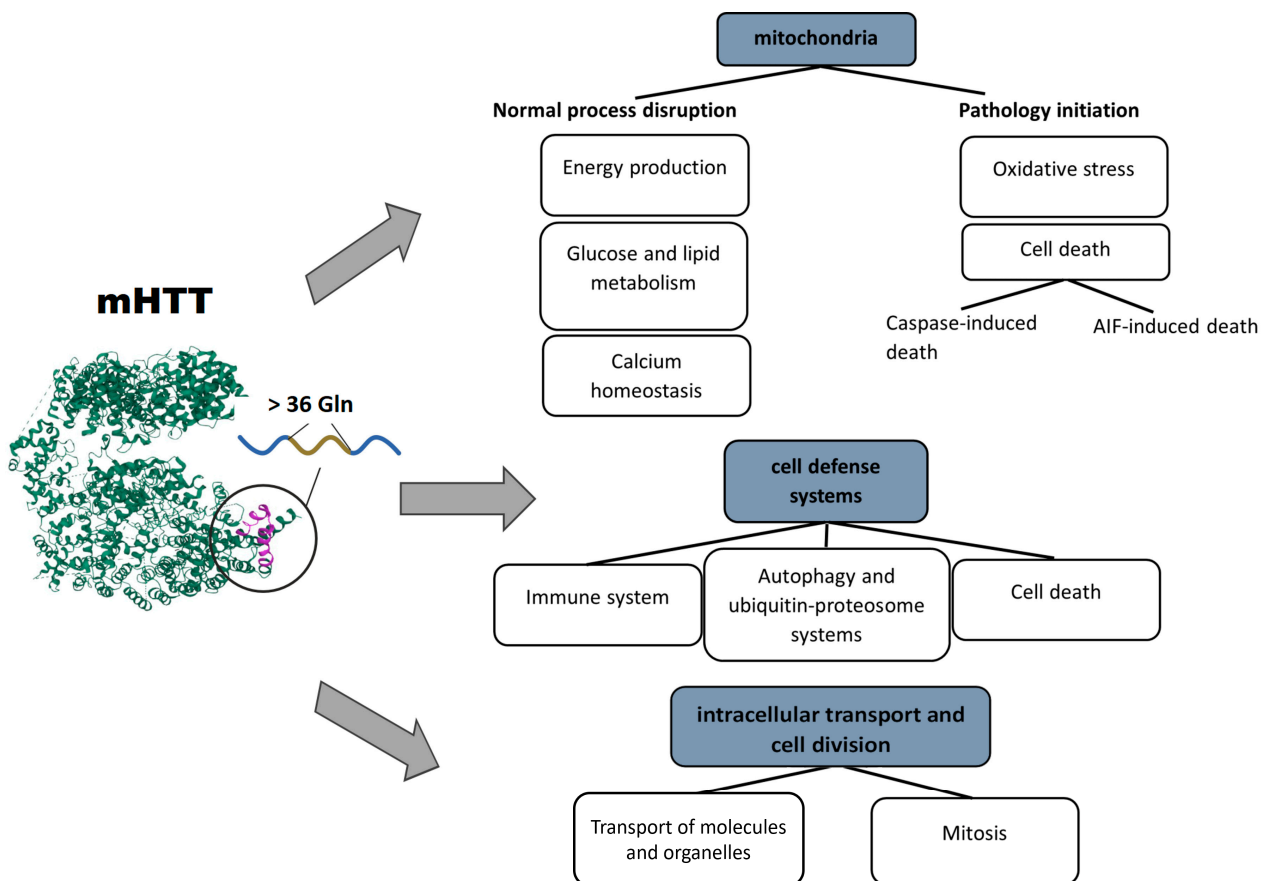 mitochondria
Normal process disruption
Pathology initiation
Energy production
Oxidative stress
Glucose and lipid
metabolism
Cell death
Caspase-induced
death
AIF-induced death
Calcium
homeostasis
mHTT
> 36 Gln
cell defense
systems
Immune system
Autophagy and
ubiquitin-proteosome
systems
Cell death
intracellular transport and
cell division
Transport of molecules
and organelles
Mitosis